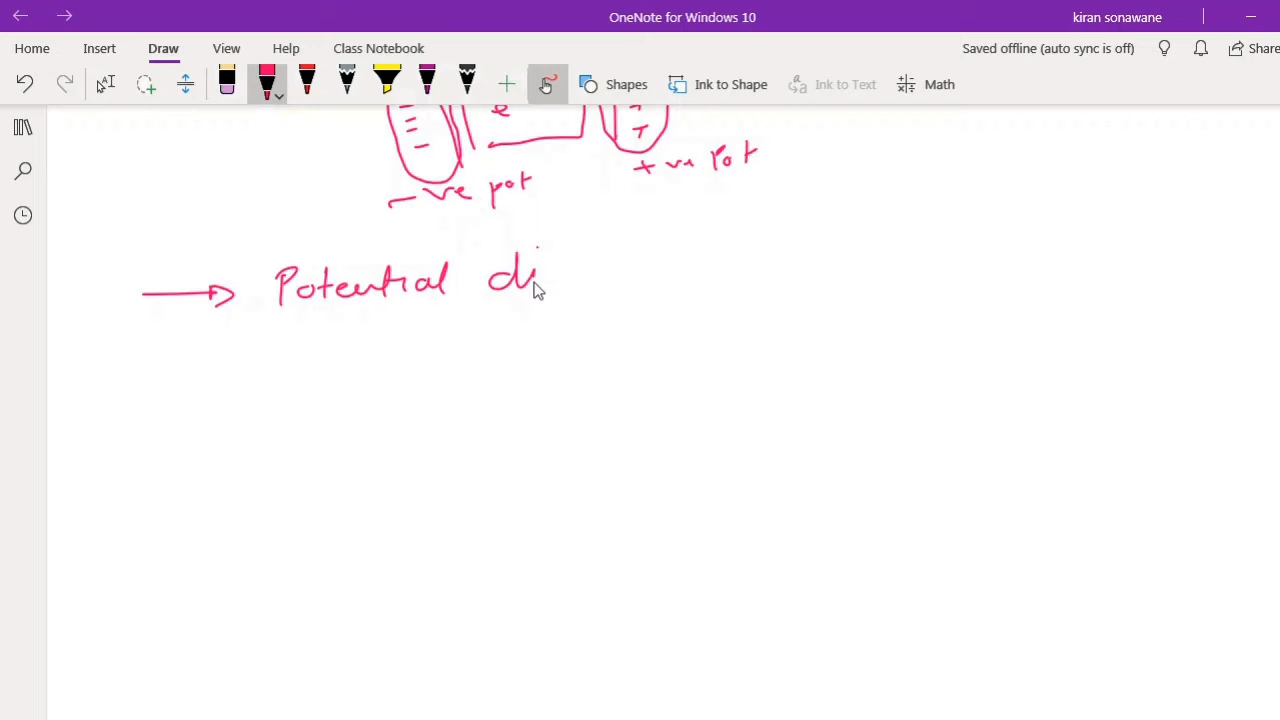 OneNote for Windows 10
kiran sonawane
Home Insert Draw View Help Class Notebook
Saved offline (auto sync is off)
Share
Ink to Text
Shapes Ink to Shape Math
e
- ve pot
+ ve pot
→ Potential di